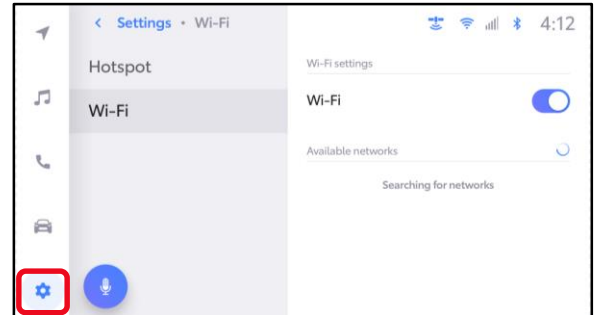 < Settings • Wi-Fi
4:12
Hotspot
Wi-Fi
Wi-Fi settings
Wi-Fi
Available networks
Searching for networks